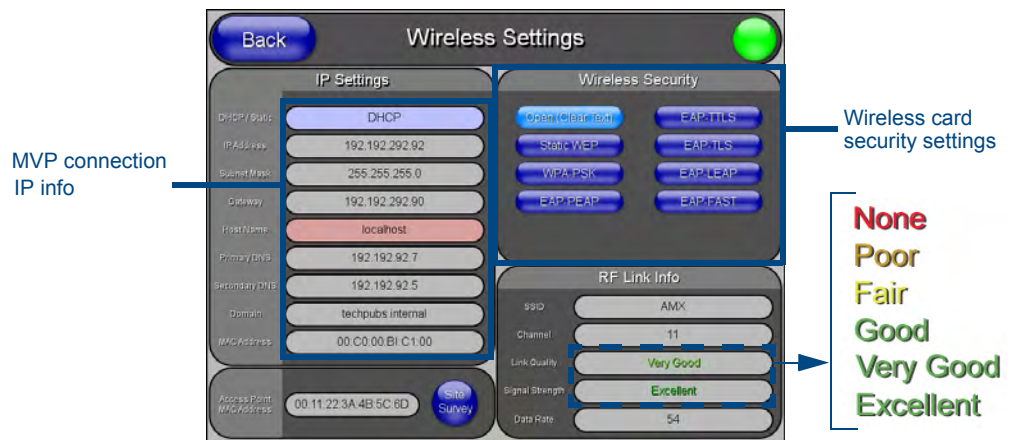 Back
Wireless Settings
IP Settings
DHCP / Static
DHCP
IP Address
192.192.292.92
Subnet Mask
255.255.255.0
Gateway
192.192.292.90
Host Name
localhost
Primary DNS
192.192.92.7
Secondary DNS
192.192.92.5
Domain
techpubs.internal
MAC Address
00.C0.00.BI.C1.00
Access Point
MAC Address
00.11.22.3A.4B.5C.6D
Site
Survey
Wireless Security
Open (Clear Text)
EAP-TTLS
Static WEP
EAP-TLS
WPA-PSK
EAP-LEAP
EAP-PEAP
EAP-FAST
RF Link Info
SSID
AMX
Channel
11
Link Quality
Very Good
Signal Strength
Excellent
Data Rate
54
MVP connection
IP info
Wireless card
security settings
None
Poor
Fair
Good
Very Good
Excellent